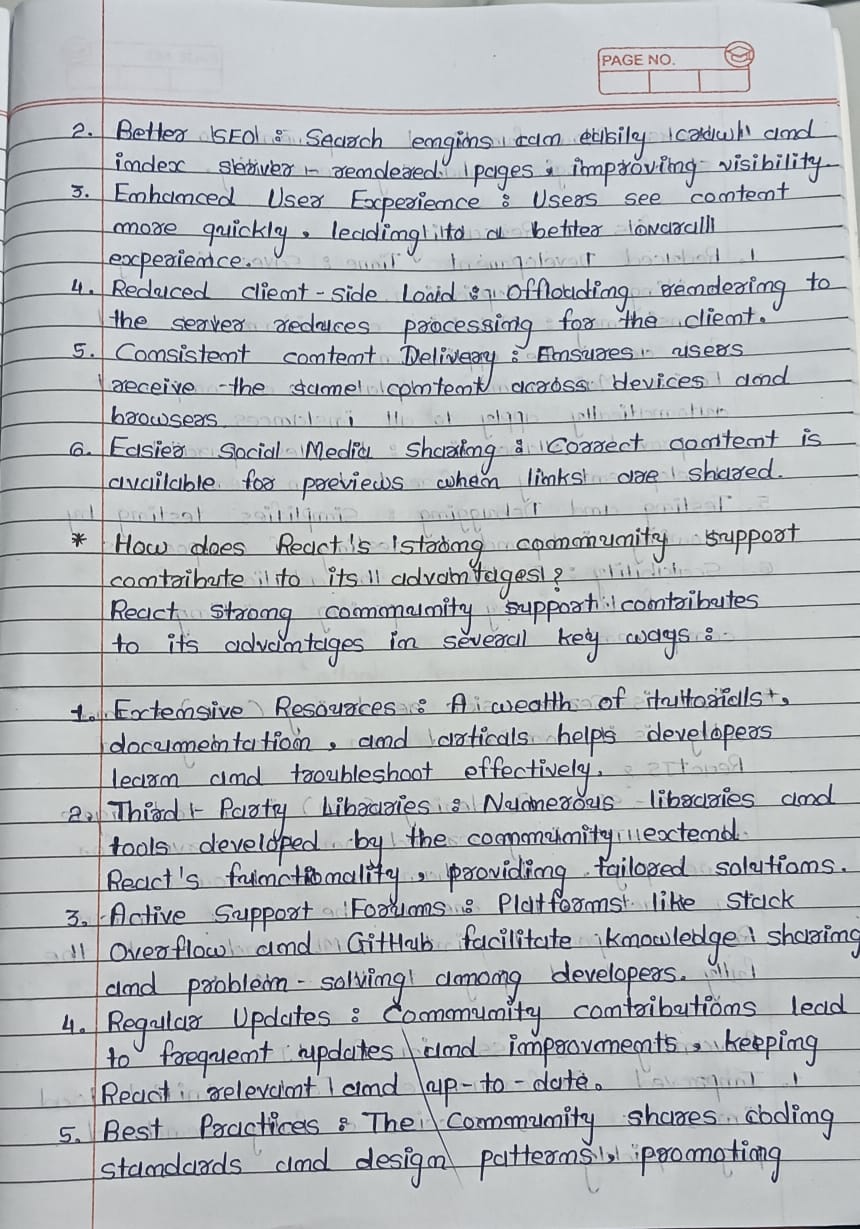 PAGE NO.
2. Better SEO : Search engins can easily crawl and
index server - rendered pages, improving visibility
3. Enhanced User Experience : Users see content
more quickly, leading to a better overall
experience.
4. Reduced client - side Load : Offloading rendering to
the server reduces processing for the client.
5. Consistent content Delivery : Ensures users
receive the same content across devices and
browsers
6. Easier Social Media Sharing : Correct content is
available for previews when links are shared.
* How does React's strong community support
contribute to its advantages ?
React strong community support contributes
to its advantages in several key ways :
1. Extensive Resources : A wealth of tutorials,
documentation, and articals helps developers
learn and troubleshoot effectively.
2. Third - Party Libraries : Numerous libraries and
tools developed by the community extend
React's functionality, providing tailored solutions.
3. Active Support Forums : Platforms like Stack
Overflow and GitHub facilitate knowledge sharing
and problem - solving among developers.
4. Regular Updates : Community contributions lead
to frequent updates and improvements, keeping
React relevant and up-to-date.
5. Best Practices : The Community shares coding
standards and design patterns, promoting